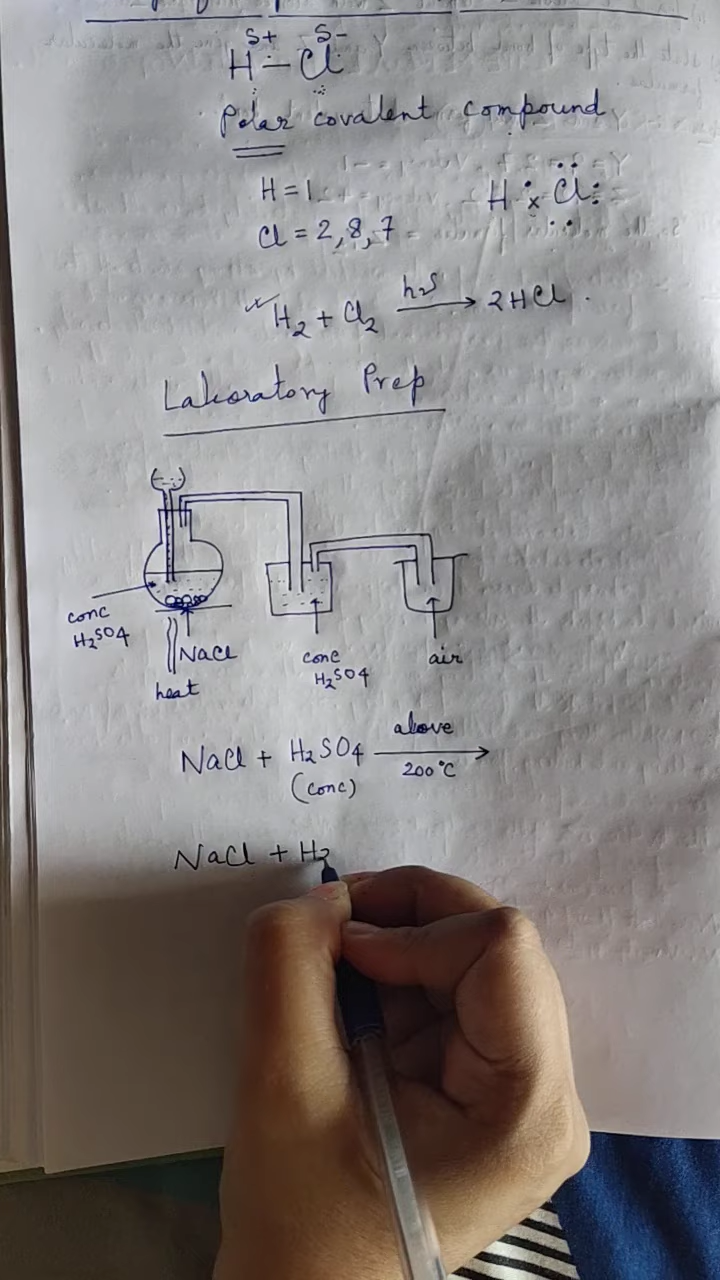 δ+ δ-
H - Cl
Polar covalent compound
H = 1
Cl = 2, 8, 7
H × Cl
H2 + Cl2 → 2HCl
Laboratory Prep
conc
H2SO4
NaCl
heat
conc
H2SO4
air
NaCl + H2SO4 above
(conc) 200°C
NaCl + H2